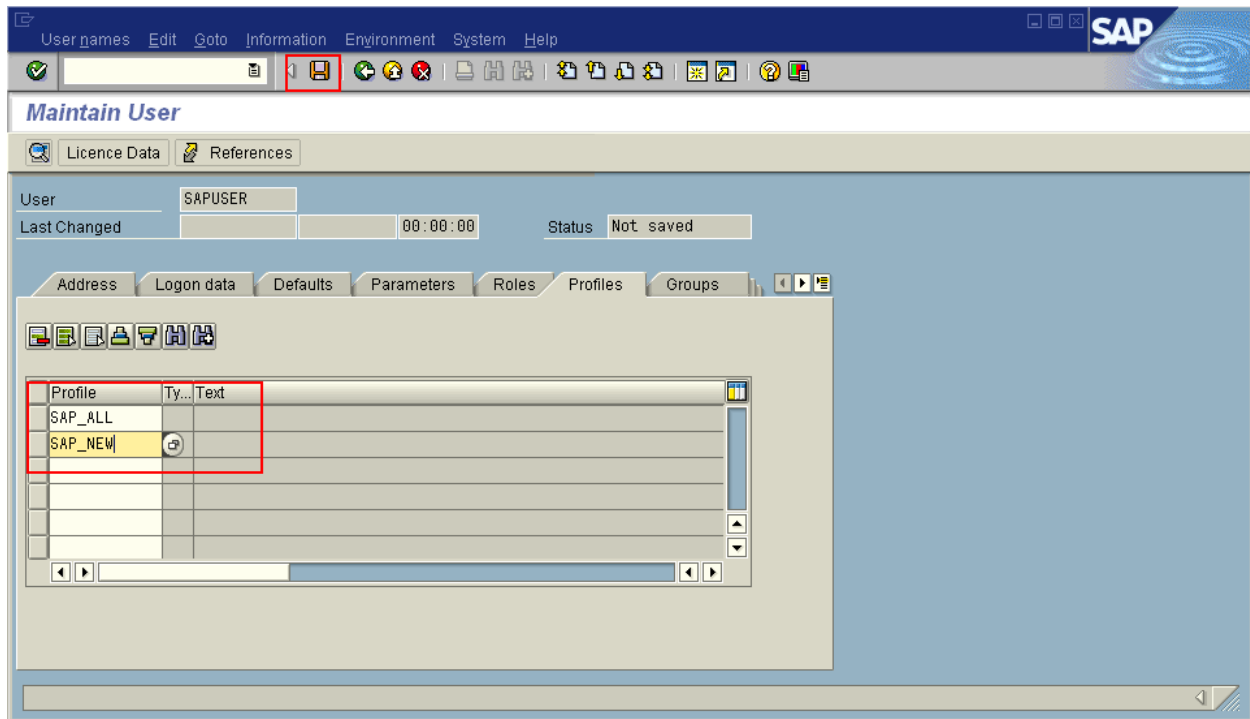 User names Edit Goto Information Environment System Help
SAP
Maintain User
Licence Data References
User SAPUSER
Last Changed 00:00:00 Status Not saved
Address Logon data Defaults Parameters Roles Profiles Groups
Profile Ty... Text
SAP_ALL
SAP_NEW